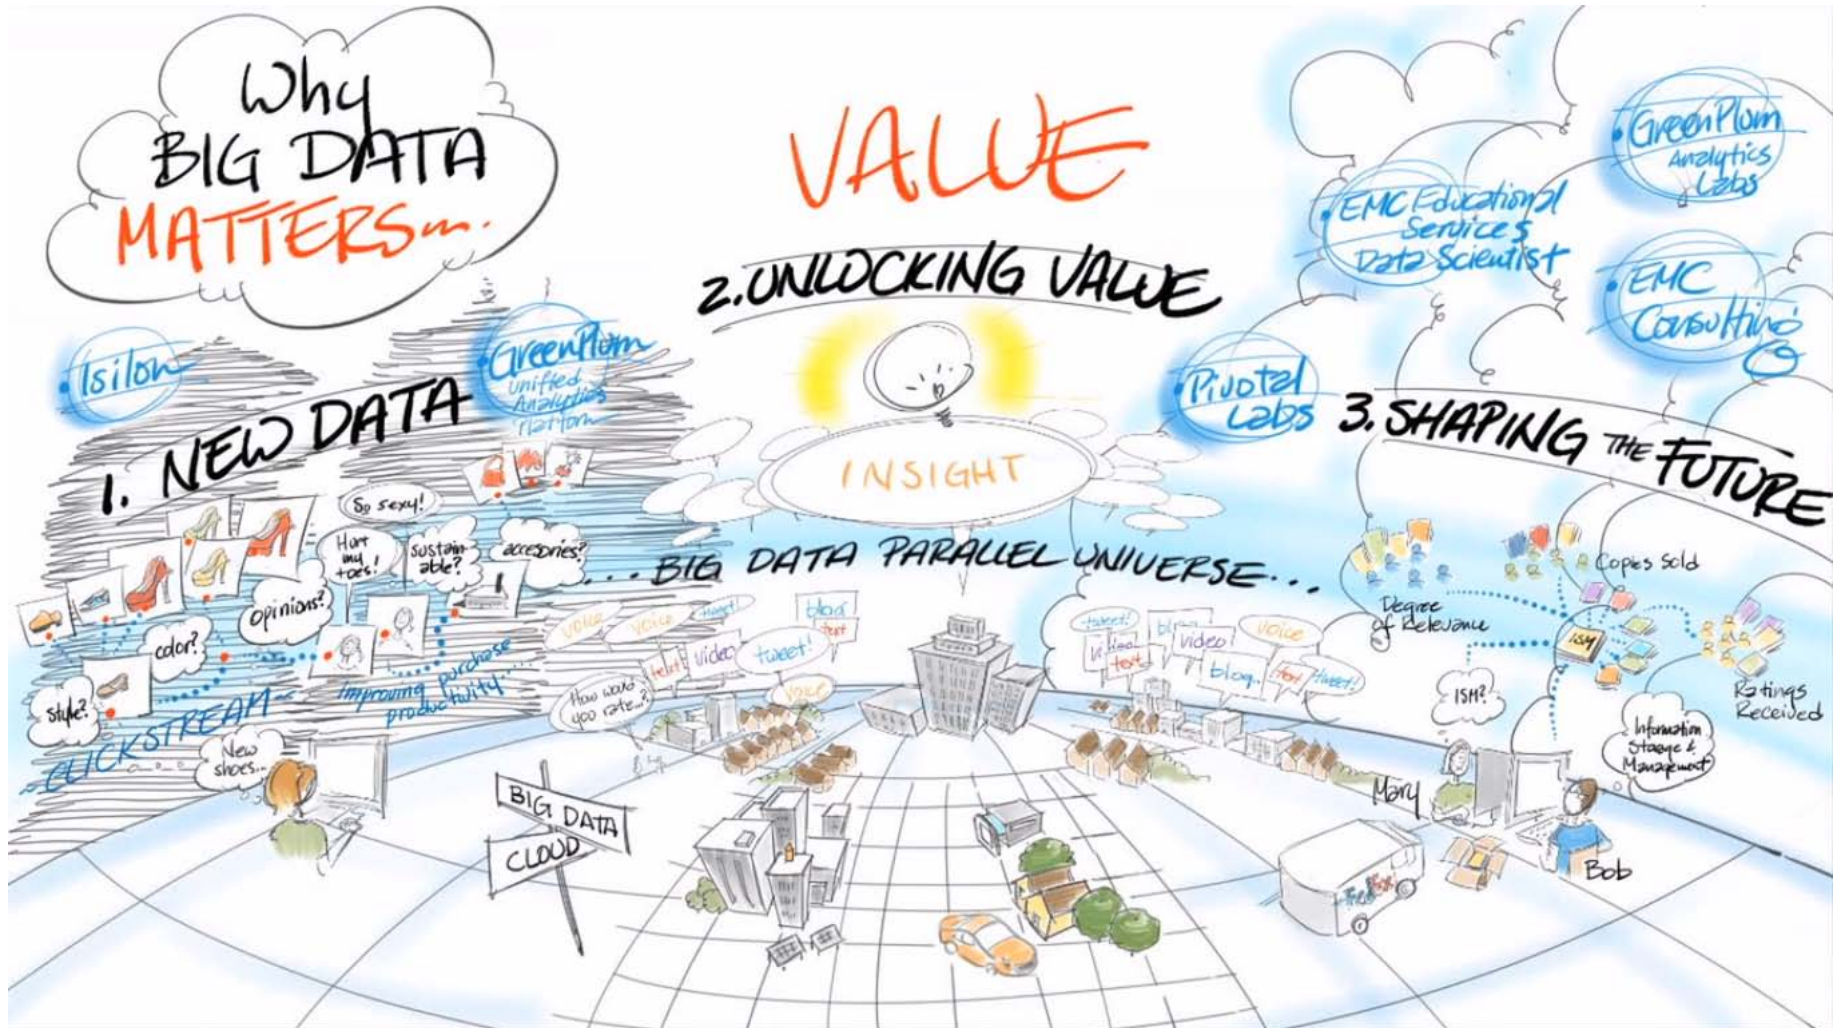 Why
BIG DATA
MATTERS....
VALUE
2. UNLOCKING VALUE
INSIGHT
... BIG DATA PARALLEL UNIVERSE...
• Isilon
• GreenPlum
Unified
Analytics
Platform
1. NEW DATA
So sexy!
Hurt
my
toes!
Sustain
able?
accesories?
opinions?
color?
Style?
CLICKSTREAM
Improving purchase
productivity...
New
shoes...
How would
you rate...?
voice
voice
tweet!
blog
text
text
video
tweet!
voice
BIG DATA
CLOUD
tweet!
blog
video
voice
text
blog.
text
tweet!
• EMC Educational
Services
Data Scientist
• GreenPlum
Analytics
Labs
• EMC
Consulting
• Pivotal
Labs
3. SHAPING THE FUTURE
Copies Sold
Degree
of Relevance
ISM
Ratings
Received
ISM?
Information
Storage &
Management
Mary
Bob